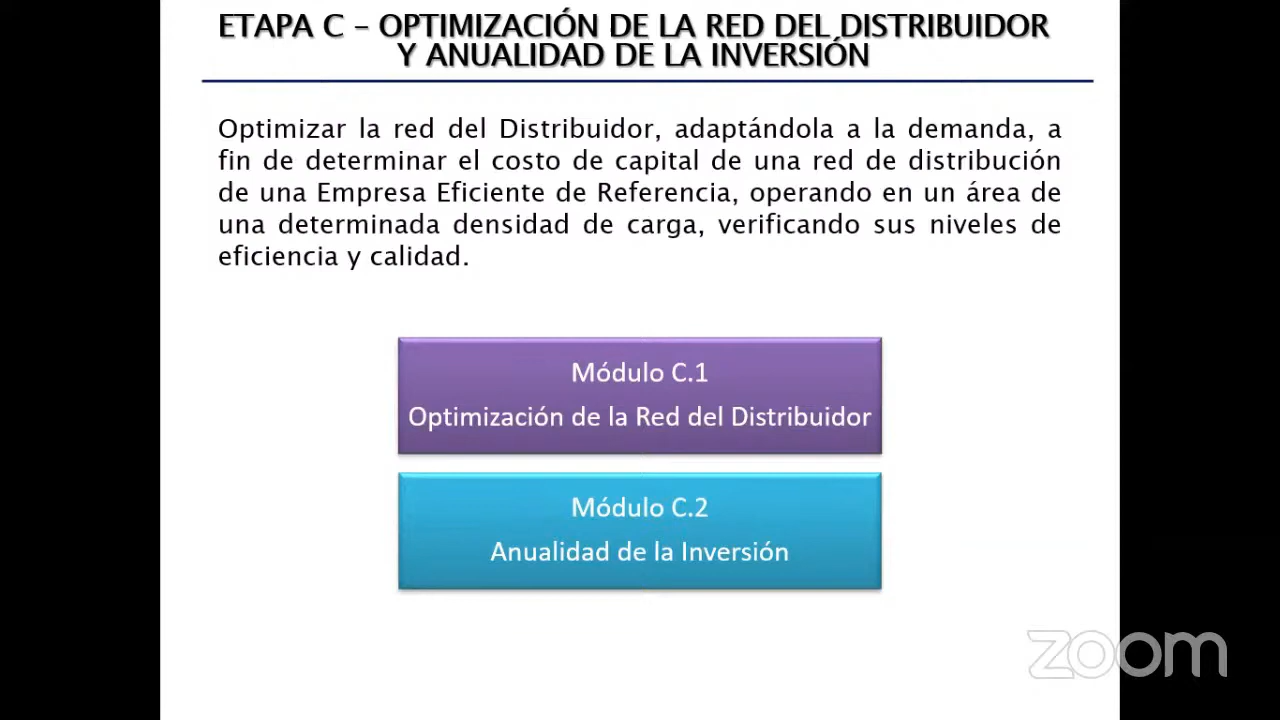 ETAPA C – OPTIMIZACIÓN DE LA RED DEL DISTRIBUIDOR
Y ANUALIDAD DE LA INVERSIÓN
Optimizar la red del Distribuidor, adaptándola a la demanda, a
fin de determinar el costo de capital de una red de distribución
de una Empresa Eficiente de Referencia, operando en un área de
una determinada densidad de carga, verificando sus niveles de
eficiencia y calidad.
Módulo C.1
Optimización de la Red del Distribuidor
Módulo C.2
Anualidad de la Inversión
zoom